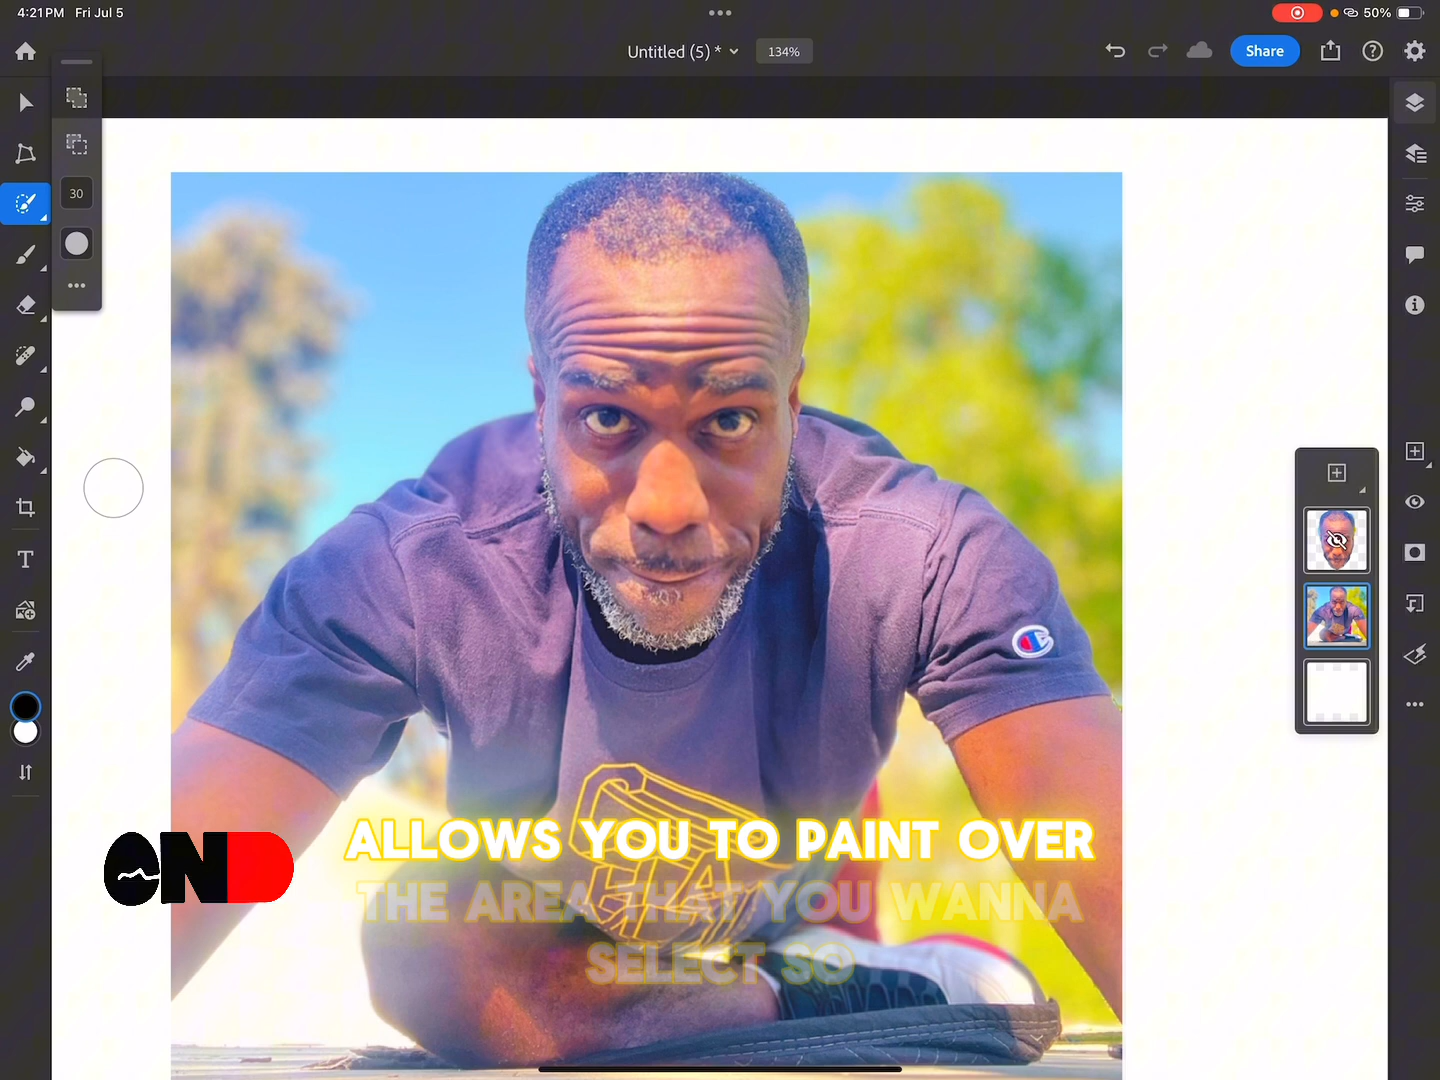 4:21 PM Fri Jul 5
50%
Untitled (5) *
134%
Share
30
T
ALLOWS YOU TO PAINT OVER
THE AREA THAT YOU WANNA
SELECT SO
END